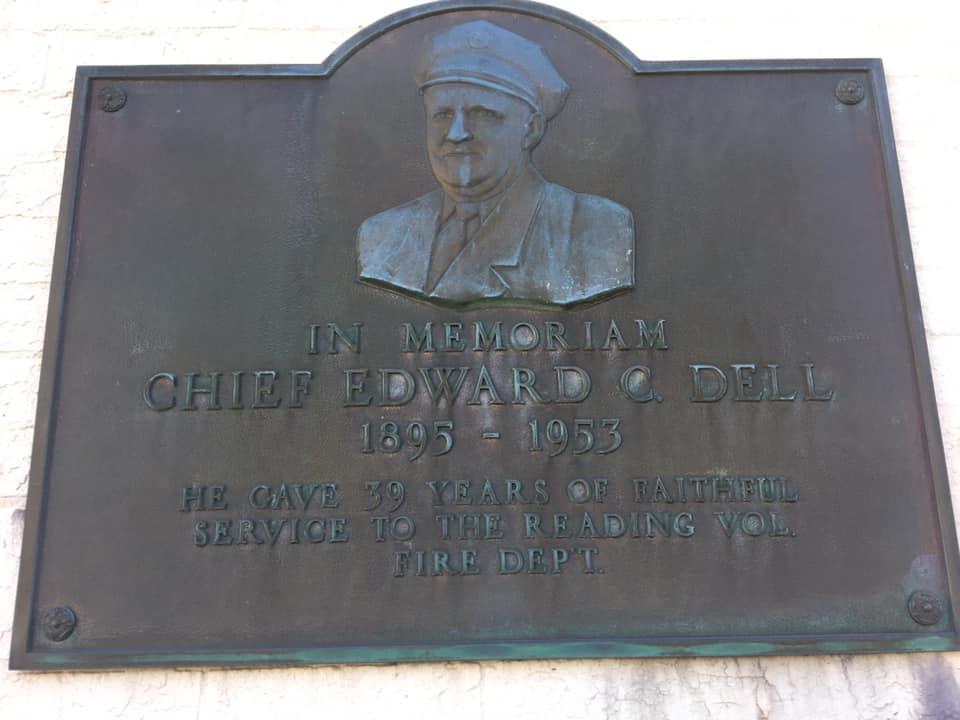 IN MEMORIAM
CHIEF EDWARD C. DELL
1895 - 1953
HE GAVE 39 YEARS OF FAITHFUL
SERVICE TO THE READING VOL.
FIRE DEP'T.